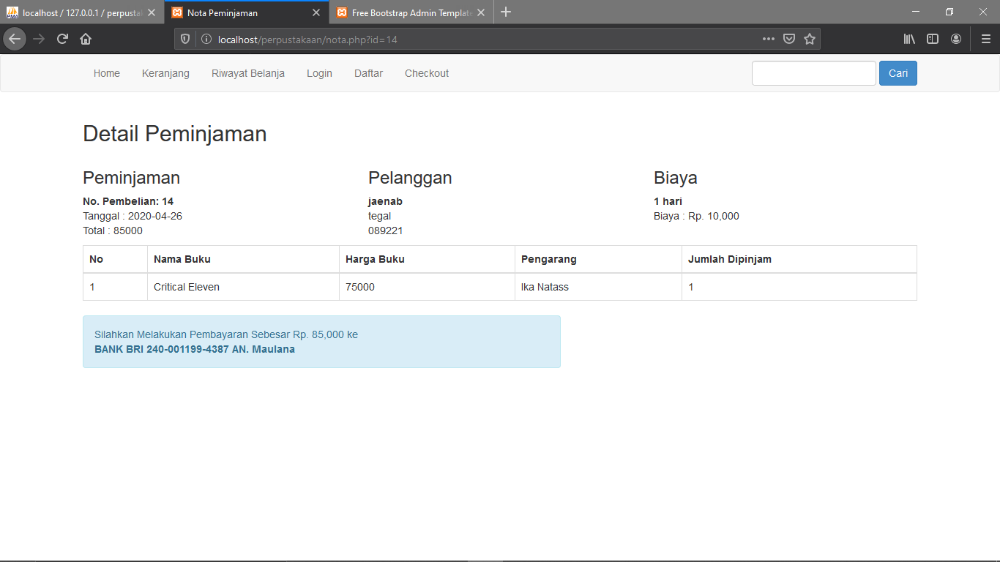 localhost / 127.0.0.1 / perpusta
Nota Peminjaman
Free Bootstrap Admin Template
localhost/perpustakaan/nota.php?id=14
Home Keranjang Riwayat Belanja Login Daftar Checkout Cari
Detail Peminjaman
Peminjaman
No. Pembelian: 14
Tanggal : 2020-04-26
Total : 85000
Pelanggan
jaenab
tegal
089221
Biaya
1 hari
Biaya : Rp. 10,000
No Nama Buku Harga Buku Pengarang Jumlah Dipinjam
1 Critical Eleven 75000 Ika Natass 1
Silahkan Melakukan Pembayaran Sebesar Rp. 85,000 ke
BANK BRI 240-001199-4387 AN. Maulana